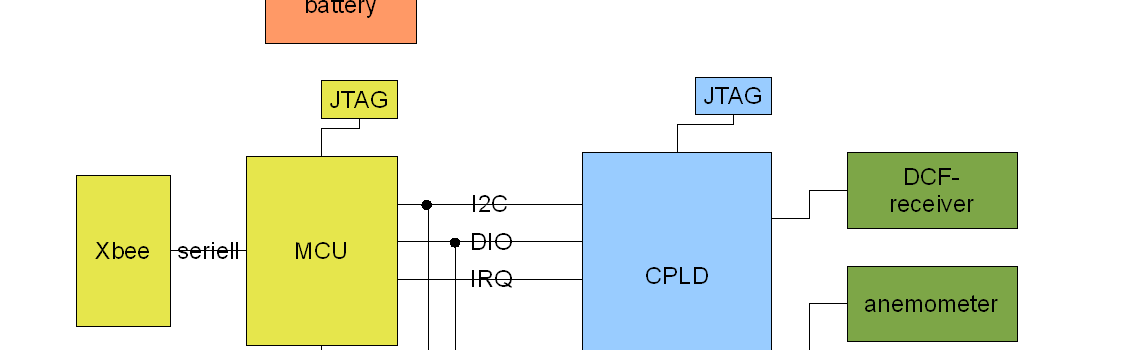 battery
JTAG
JTAG
DCF-
receiver
I2C
Xbee
seriell
MCU
DIO
IRQ
CPLD
anemometer